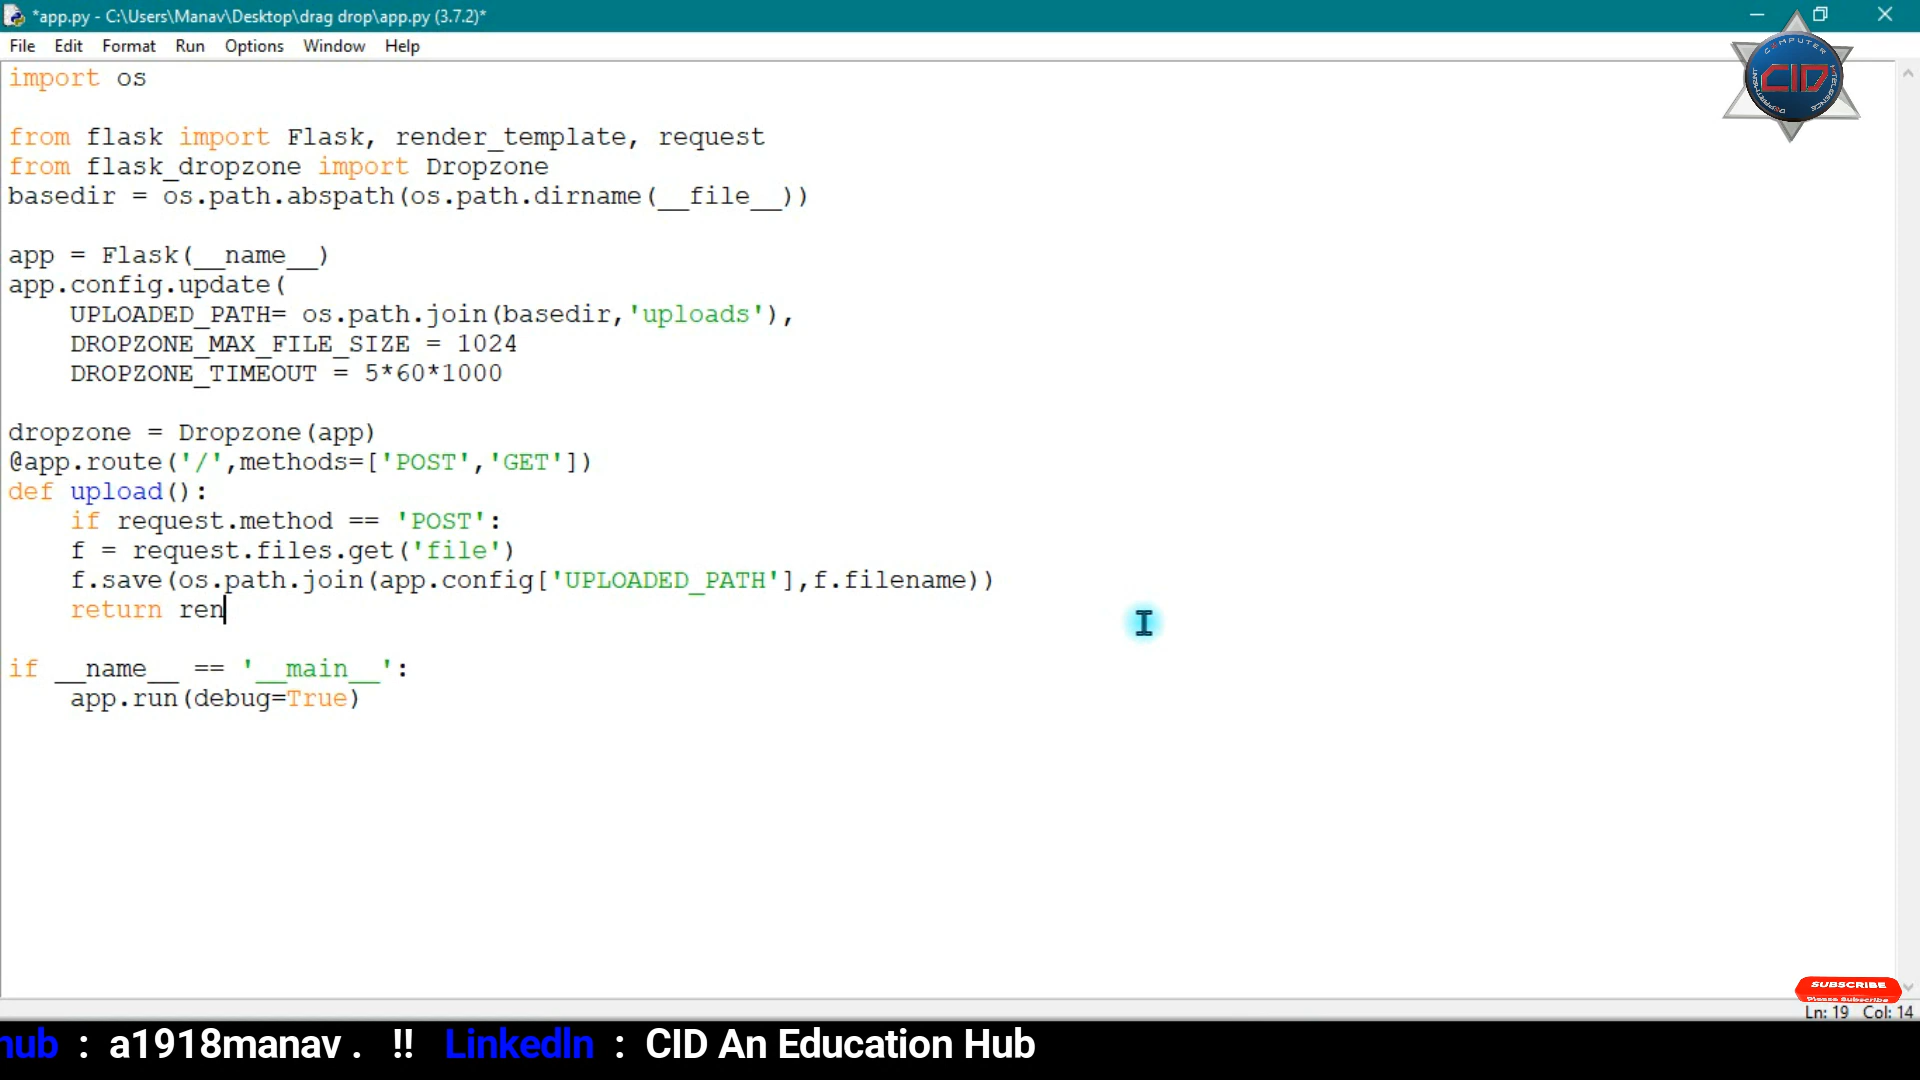 *app.py - C:\Users\Manav\Desktop\drag drop\app.py (3.7.2)*
File Edit Format Run Options Window Help
import os
from flask import Flask, render_template, request
from flask_dropzone import Dropzone
basedir = os.path.abspath(os.path.dirname(__file__))
app = Flask(__name__)
app.config.update(
    UPLOADED_PATH= os.path.join(basedir,'uploads'),
    DROPZONE_MAX_FILE_SIZE = 1024
    DROPZONE_TIMEOUT = 5*60*1000
dropzone = Dropzone(app)
@app.route('/',methods=['POST','GET'])
def upload():
    if request.method == 'POST':
    f = request.files.get('file')
    f.save(os.path.join(app.config['UPLOADED_PATH'],f.filename))
    return ren
if __name__ == '__main__':
    app.run(debug=True)
COMPUTER
CID
DEPARTMENT
SUBSCRIBE
Please Subscribe
Ln: 19 Col: 14
hub : a1918manav . !! LinkedIn : CID An Education Hub